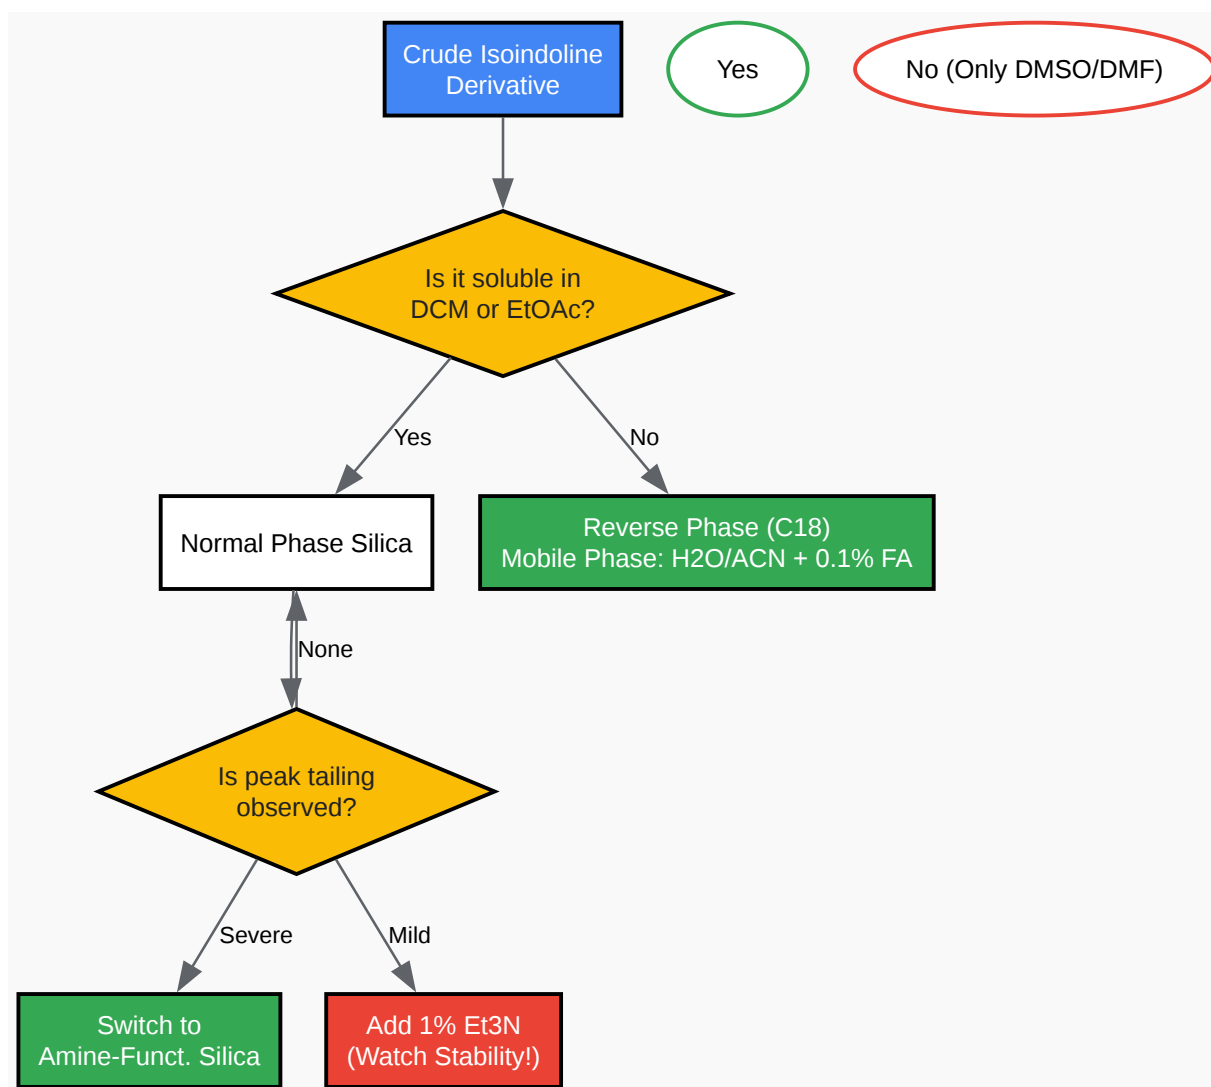 Crude Isoindoline
Derivative
Yes
No (Only DMSO/DMF)
Is it soluble in
DCM or EtOAc?
Yes
No
Normal Phase Silica
Reverse Phase (C18)
Mobile Phase: H2O/ACN + 0.1% FA
None
Is peak tailing
observed?
Severe
Mild
Switch to
Amine-Funct. Silica
Add 1% Et3N
(Watch Stability!)